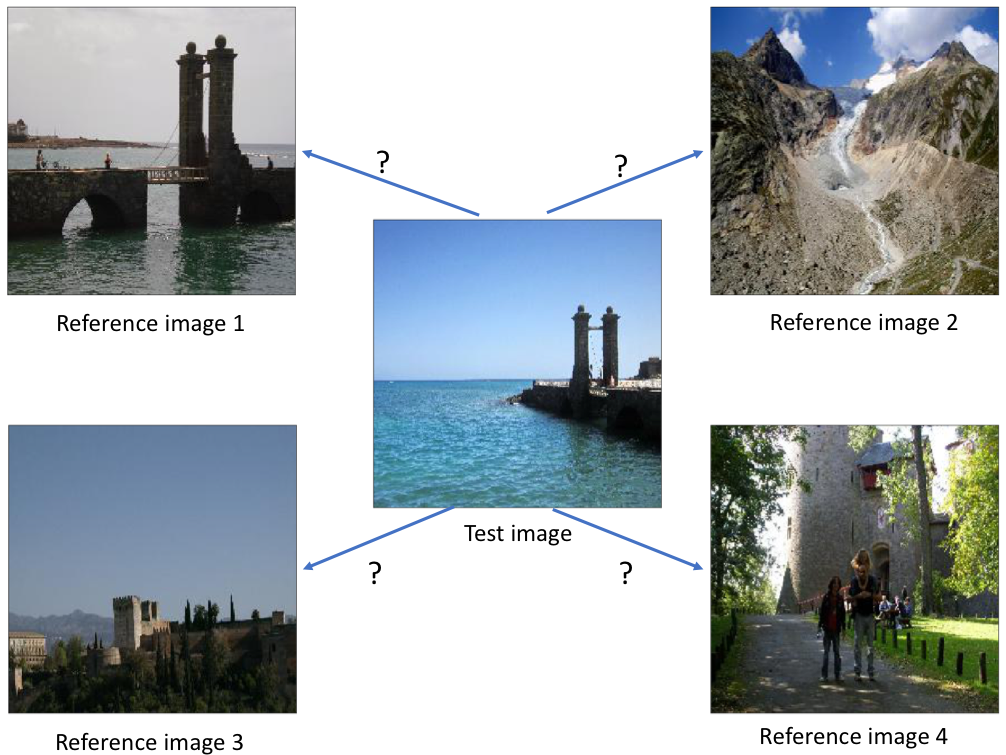 ?
?
Reference image 1
Reference image 2
Test image
?
?
Reference image 3
Reference image 4